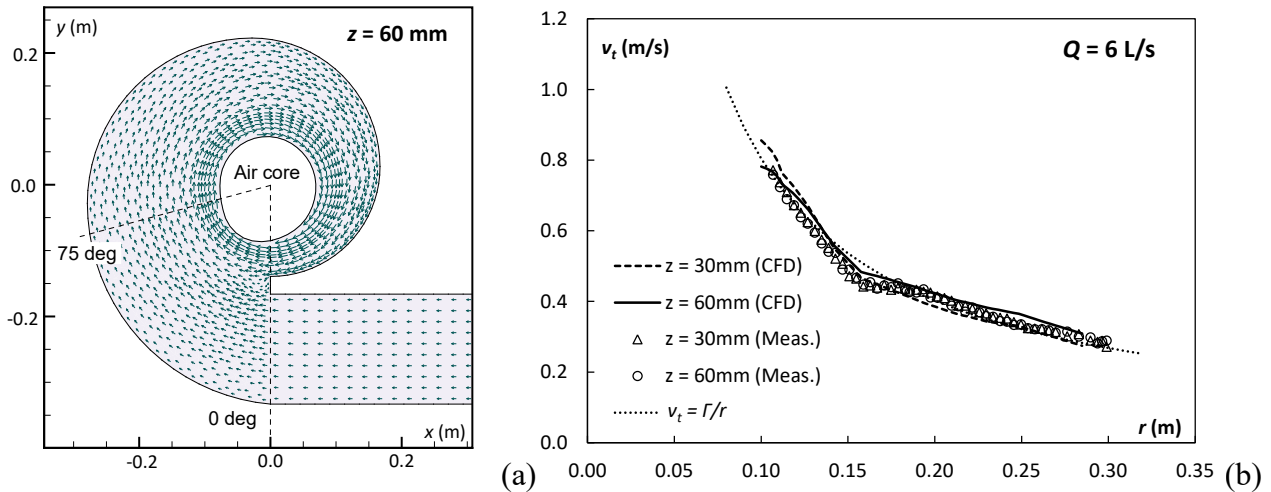 y (m)
z = 60 mm
0.2
0.0
-0.2
Air core
75 deg
0 deg
x (m)
-0.2
0.0
0.2
(a)
1.2
1.0
0.8
0.6
0.4
0.2
0.0
v_t (m/s)
Q = 6 L/s
z = 30mm (CFD)
z = 60mm (CFD)
z = 30mm (Meas.)
z = 60mm (Meas.)
v_t = Γ/r
r (m)
0.00
0.05
0.10
0.15
0.20
0.25
0.30
0.35
(b)